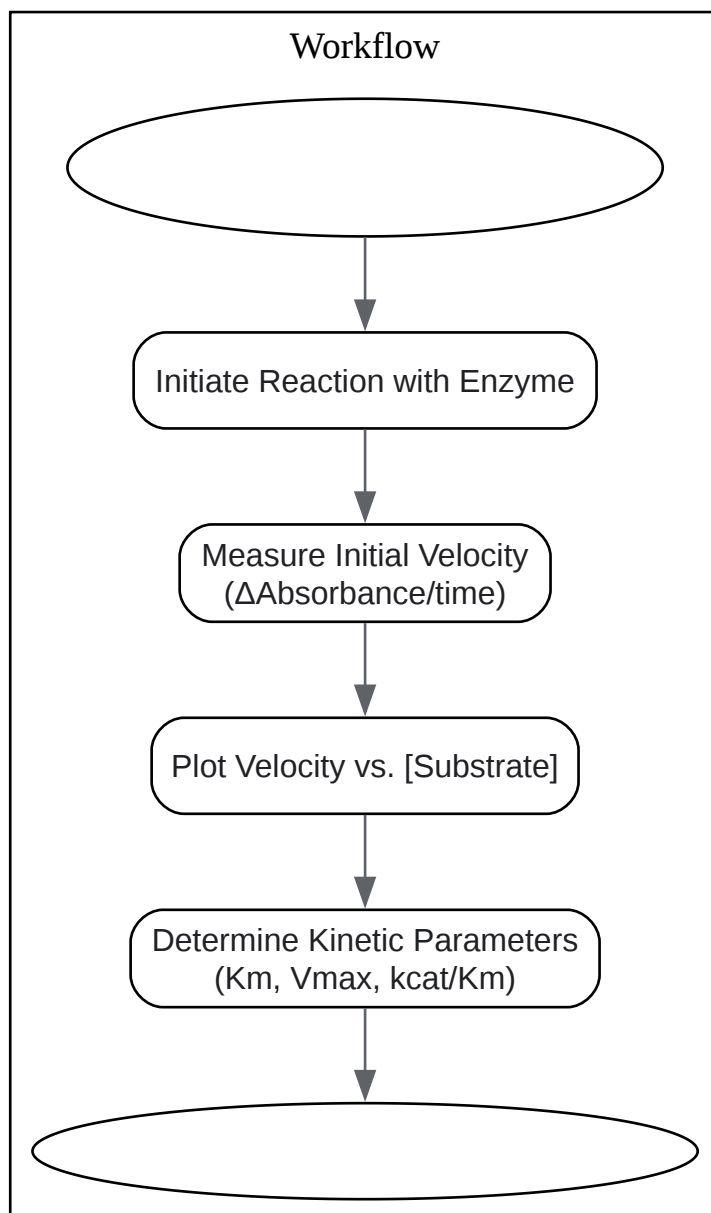 Workflow
Initiate Reaction with Enzyme
Measure Initial Velocity
(ΔAbsorbance/time)
Plot Velocity vs. [Substrate]
Determine Kinetic Parameters
(Km, Vmax, kcat/Km)